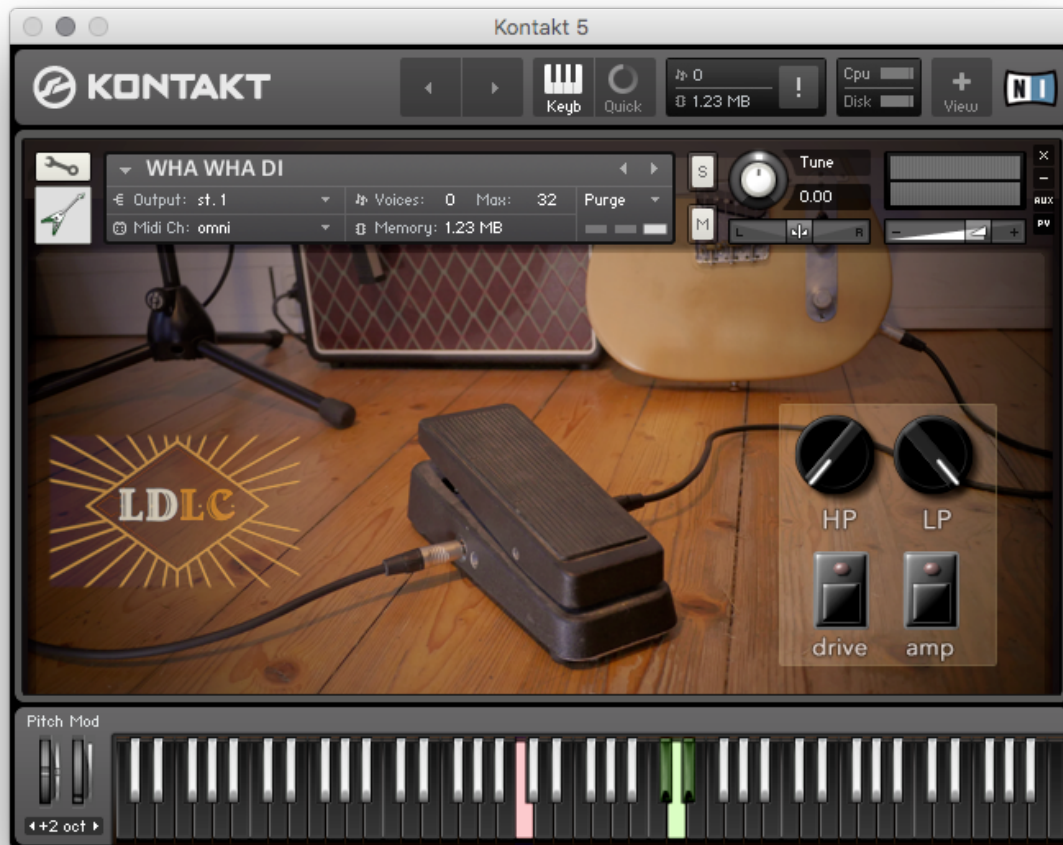 Kontakt 5
KONTAKT
Keyb
Quick
0
1.23 MB
!
Cpu
Disk
+
View
NI
WHA WHA DI
Output: st. 1
Voices: 0 Max: 32
Purge
Midi Ch: omni
Memory: 1.23 MB
S
M
Tune
0.00
L
R
-
+
X
-
AUX
PV
LDLC
HP
LP
drive
amp
Pitch Mod
+2 oct